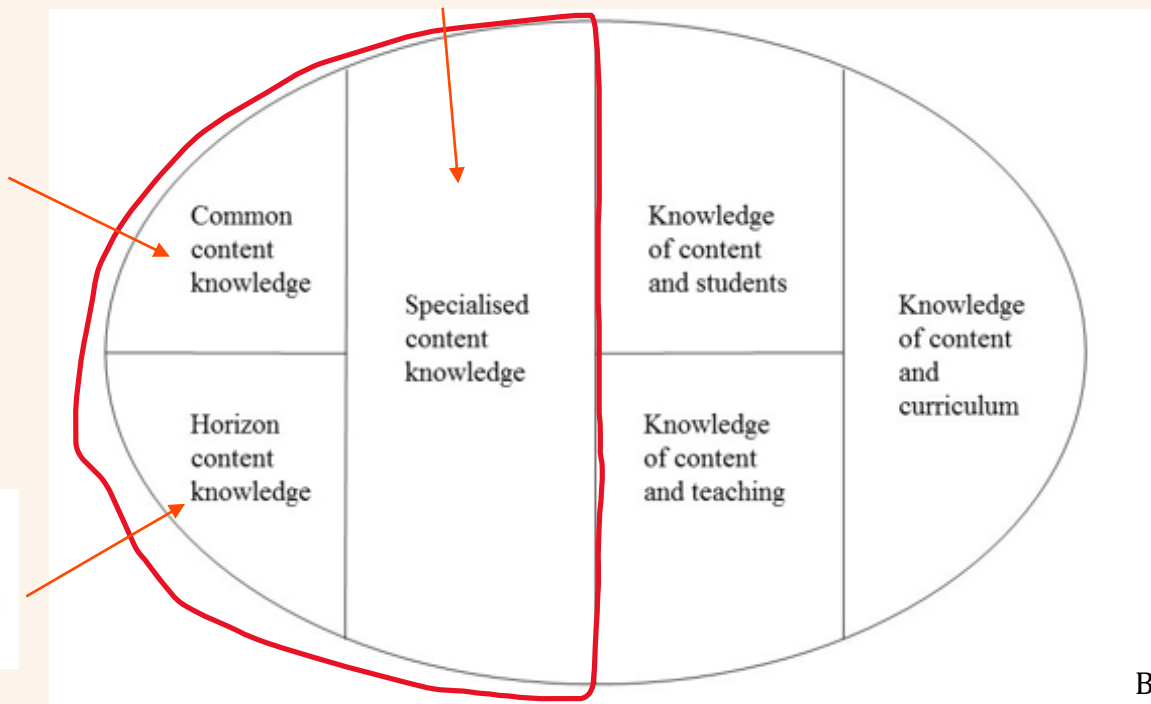 Common
content
knowledge
Horizon
content
knowledge
Specialised
content
knowledge
Knowledge
of content
and students
Knowledge
of content
and teaching
Knowledge
of content
and
curriculum
B